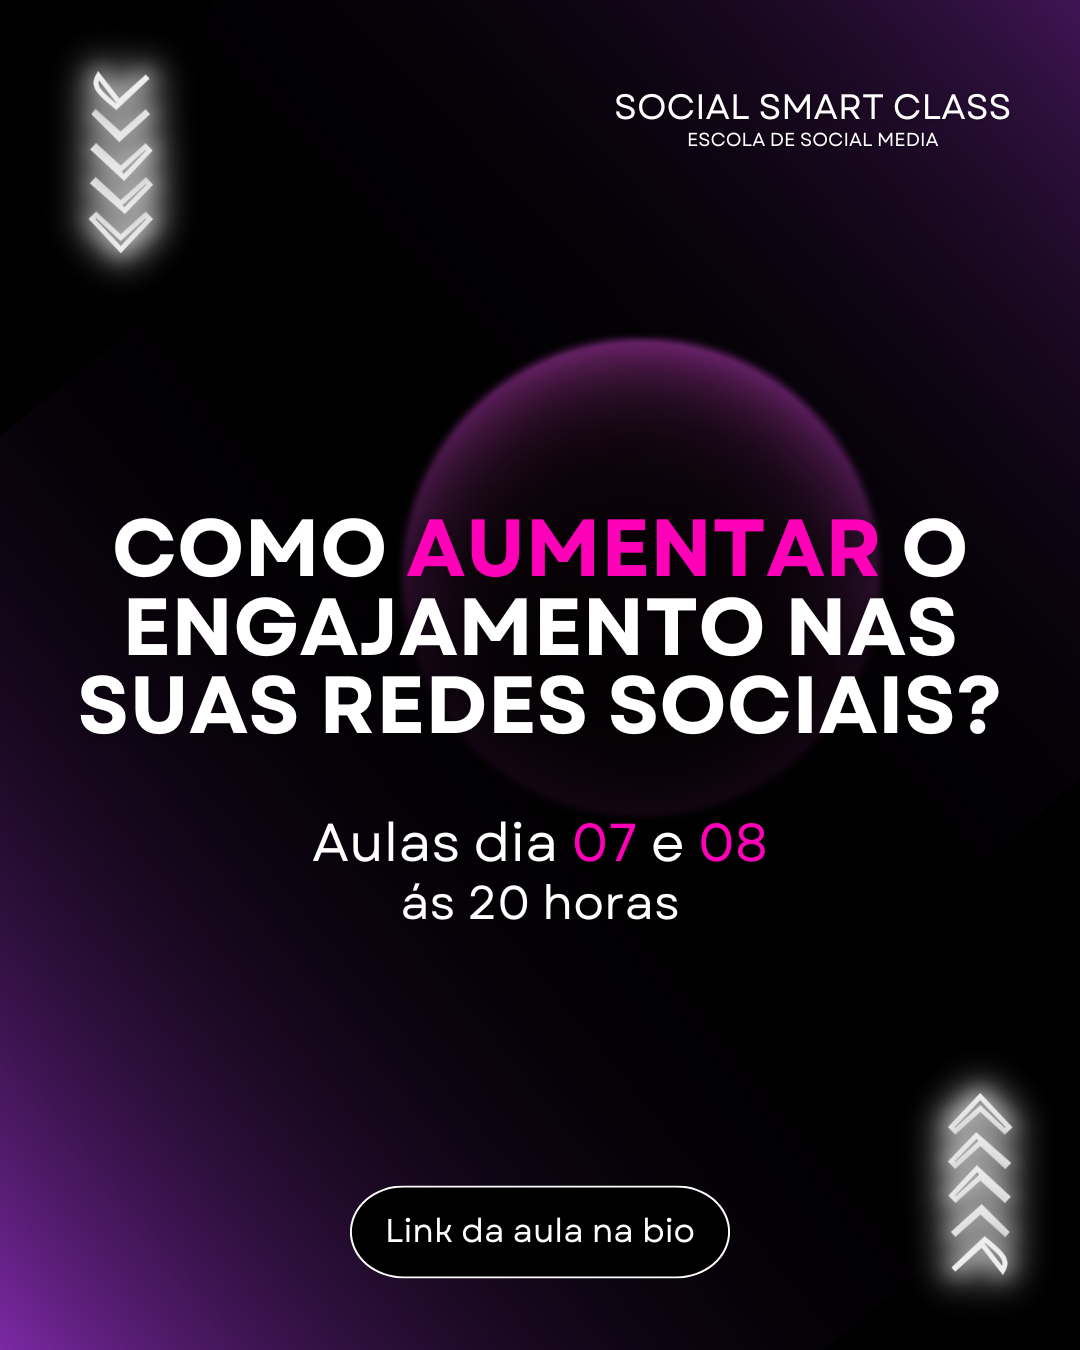 SOCIAL SMART CLASS
ESCOLA DE SOCIAL MEDIA
COMO AUMENTAR O
ENGAJAMENTO NAS
SUAS REDES SOCIAIS?
Aulas dia 07 e 08
ás 20 horas
Link da aula na bio